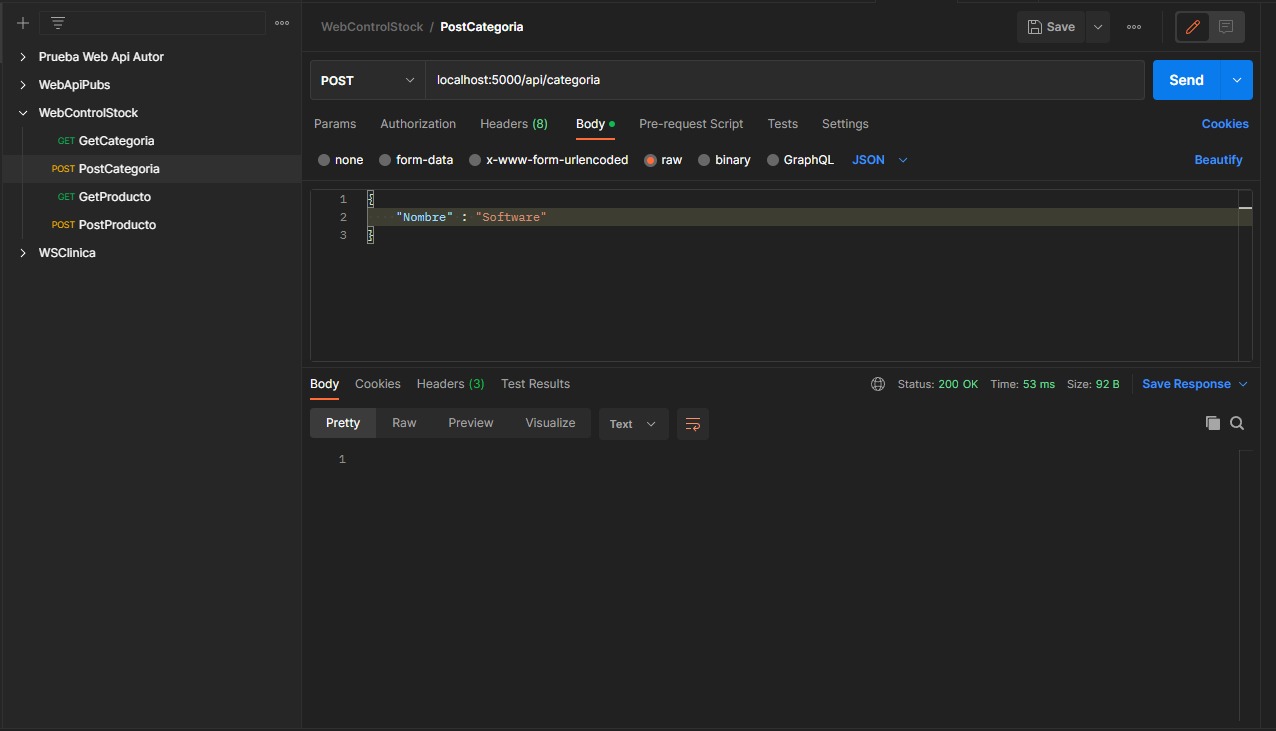 Prueba Web Api Autor
WebApiPubs
WebControlStock
GET GetCategoria
POST PostCategoria
GET GetProducto
POST PostProducto
WSClinica
WebControlStock / PostCategoria
Save
POST localhost:5000/api/categoria Send
Params Authorization Headers (8) Body Pre-request Script Tests Settings Cookies
none form-data x-www-form-urlencoded raw binary GraphQL JSON Beautify
1 {
2 "Nombre" : "Software"
3 }
Body Cookies Headers (3) Test Results Status: 200 OK Time: 53 ms Size: 92 B Save Response
Pretty Raw Preview Visualize Text
1